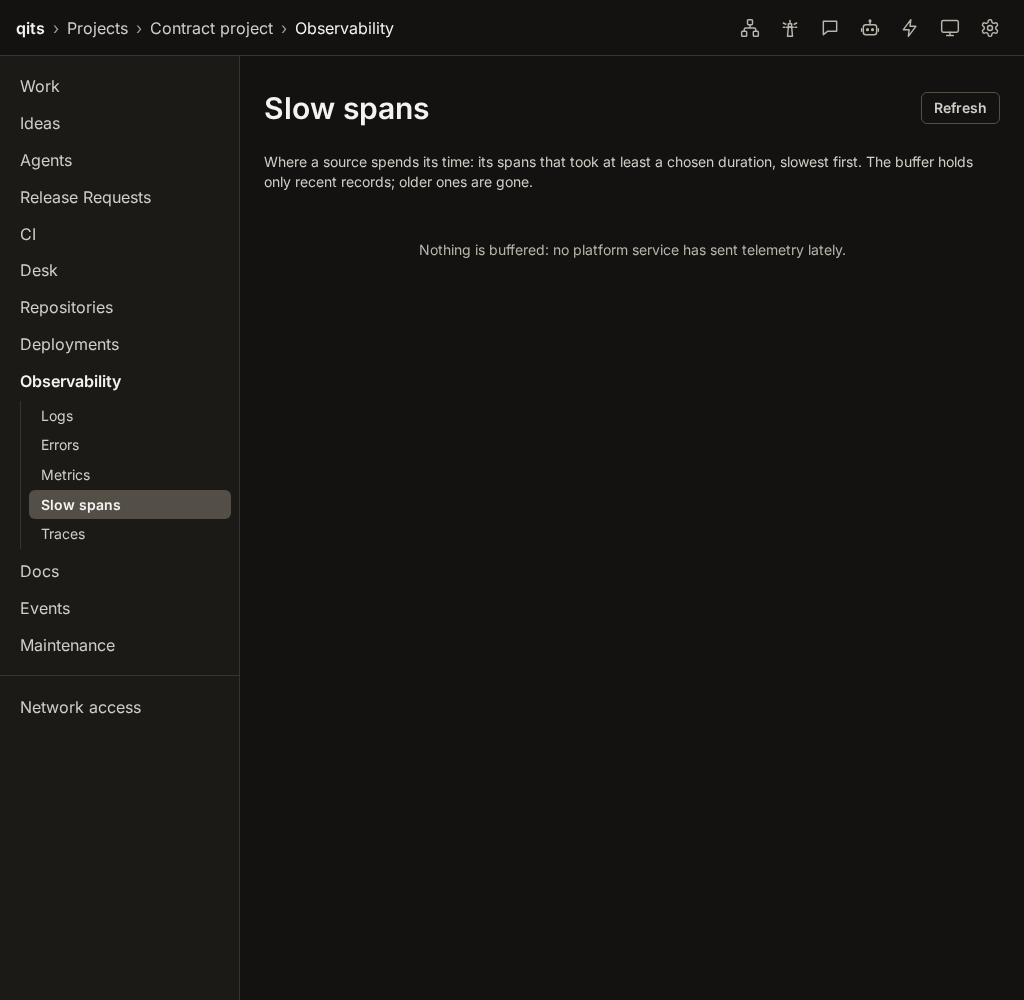 qits › Projects › Contract project › Observability
Work
Ideas
Agents
Release Requests
CI
Desk
Repositories
Deployments
Observability
Logs
Errors
Metrics
Slow spans
Traces
Docs
Events
Maintenance
Network access
Slow spans
Refresh
Where a source spends its time: its spans that took at least a chosen duration, slowest first. The buffer holds
only recent records; older ones are gone.
Nothing is buffered: no platform service has sent telemetry lately.